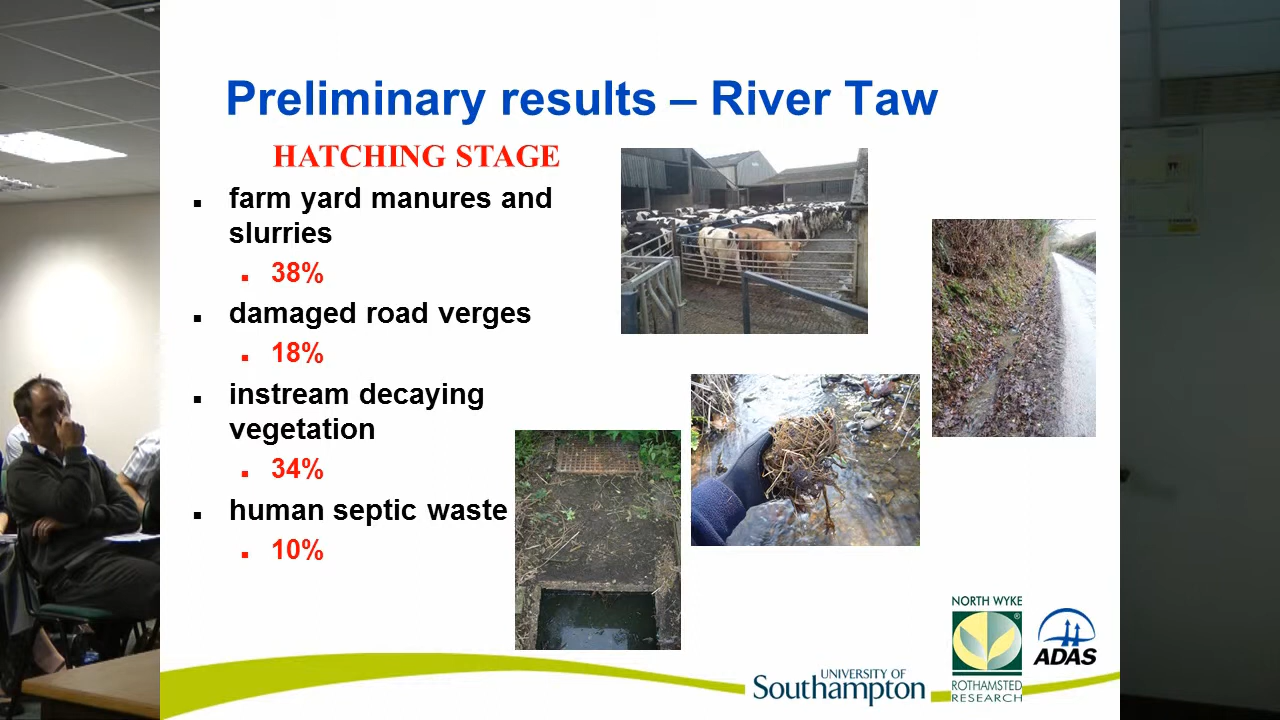 Preliminary results – River Taw
HATCHING STAGE
farm yard manures and
slurries
38%
damaged road verges
18%
instream decaying
vegetation
34%
human septic waste
10%
NORTH WYKE
®
ROTHAMSTED
RESEARCH
ADAS
UNIVERSITY OF
Southampton